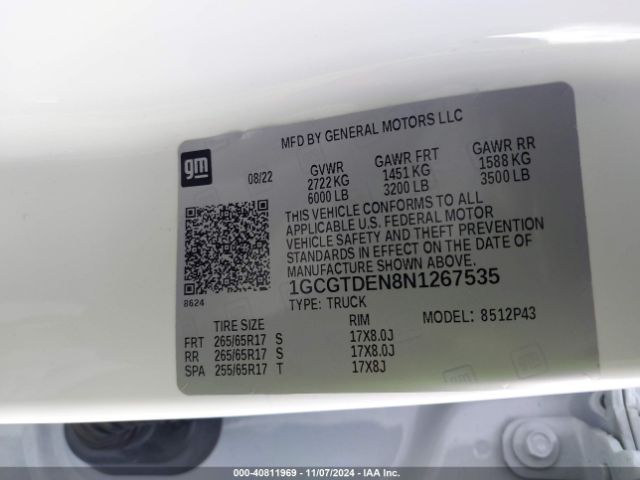 MFD BY GENERAL MOTORS LLC
gm
08/22 GVWR GAWR FRT GAWR RR
2722 KG 1451 KG 1588 KG
6000 LB 3200 LB 3500 LB
THIS VEHICLE CONFORMS TO ALL
APPLICABLE U.S. FEDERAL MOTOR
VEHICLE SAFETY AND THEFT PREVENTION
STANDARDS IN EFFECT ON THE DATE OF
MANUFACTURE SHOWN ABOVE.
8624
1GCGTDEN8N1267535
TYPE: TRUCK
TIRE SIZE RIM MODEL: 8512P43
FRT 265/65R17 S 17X8.0J
RR 265/65R17 S 17X8.0J
SPA 255/65R17 T 17X8J
000-40811969 - 11/07/2024 - IAA Inc.